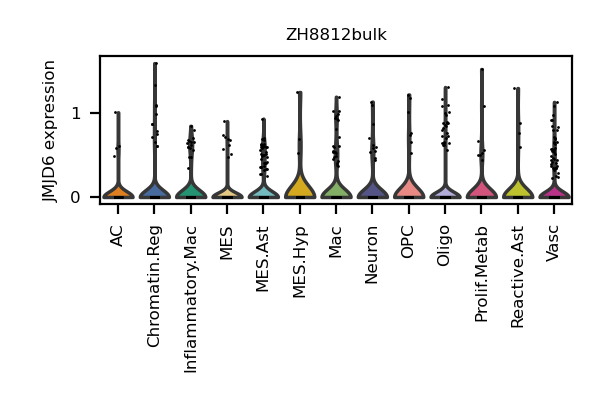 ZH8812bulk
JMJD6 expression
1
0
AC
Chromatin.Reg
Inflammatory.Mac
MES
MES.Ast
MES.Hyp
Mac
Neuron
OPC
Oligo
Prolif.Metab
Reactive.Ast
Vasc